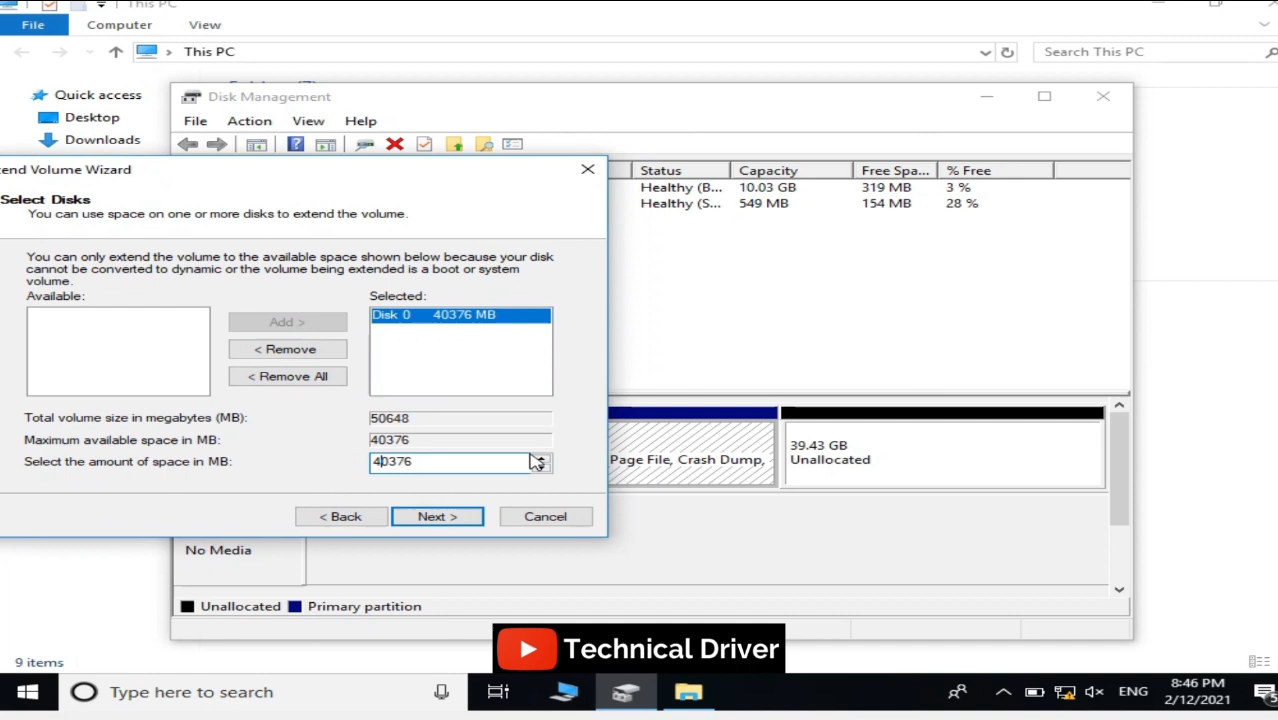 This PC
File
Computer
View
This PC
Search This PC
Quick access
Desktop
Downloads
Disk Management
File Action View Help
end Volume Wizard
Select Disks
You can use space on one or more disks to extend the volume.
You can only extend the volume to the available space shown below because your disk
cannot be converted to dynamic or the volume being extended is a boot or system
volume.
Available:
Selected:
Disk 0 40376 MB
Add >
< Remove
< Remove All
Total volume size in megabytes (MB): 50648
Maximum available space in MB: 40376
Select the amount of space in MB: 40376
< Back
Next >
Cancel
Status Capacity Free Spa... % Free
Healthy (B... 10.03 GB 319 MB 3 %
Healthy (S... 549 MB 154 MB 28 %
Page File, Crash Dump,
39.43 GB
Unallocated
No Media
Unallocated Primary partition
Technical Driver
9 items
Type here to search
ENG
8:46 PM
2/12/2021
5